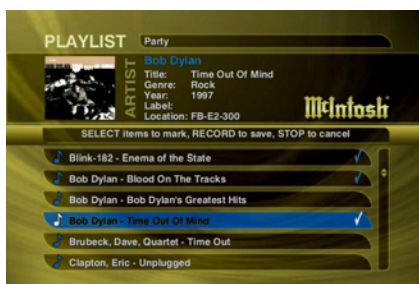 PLAYLIST Party
ARTIST
Bob Dylan
Title: Time Out Of Mind
Genre: Rock
Year: 1997
Label:
Location: FB-E2-300
McIntosh
SELECT items to mark, RECORD to save, STOP to cancel
Blink-182 - Enema of the State
Bob Dylan - Blood On The Tracks
Bob Dylan - Bob Dylan's Greatest Hits
Bob Dylan - Time Out Of Mind
Brubeck, Dave, Quartet - Time Out
Clapton, Eric - Unplugged